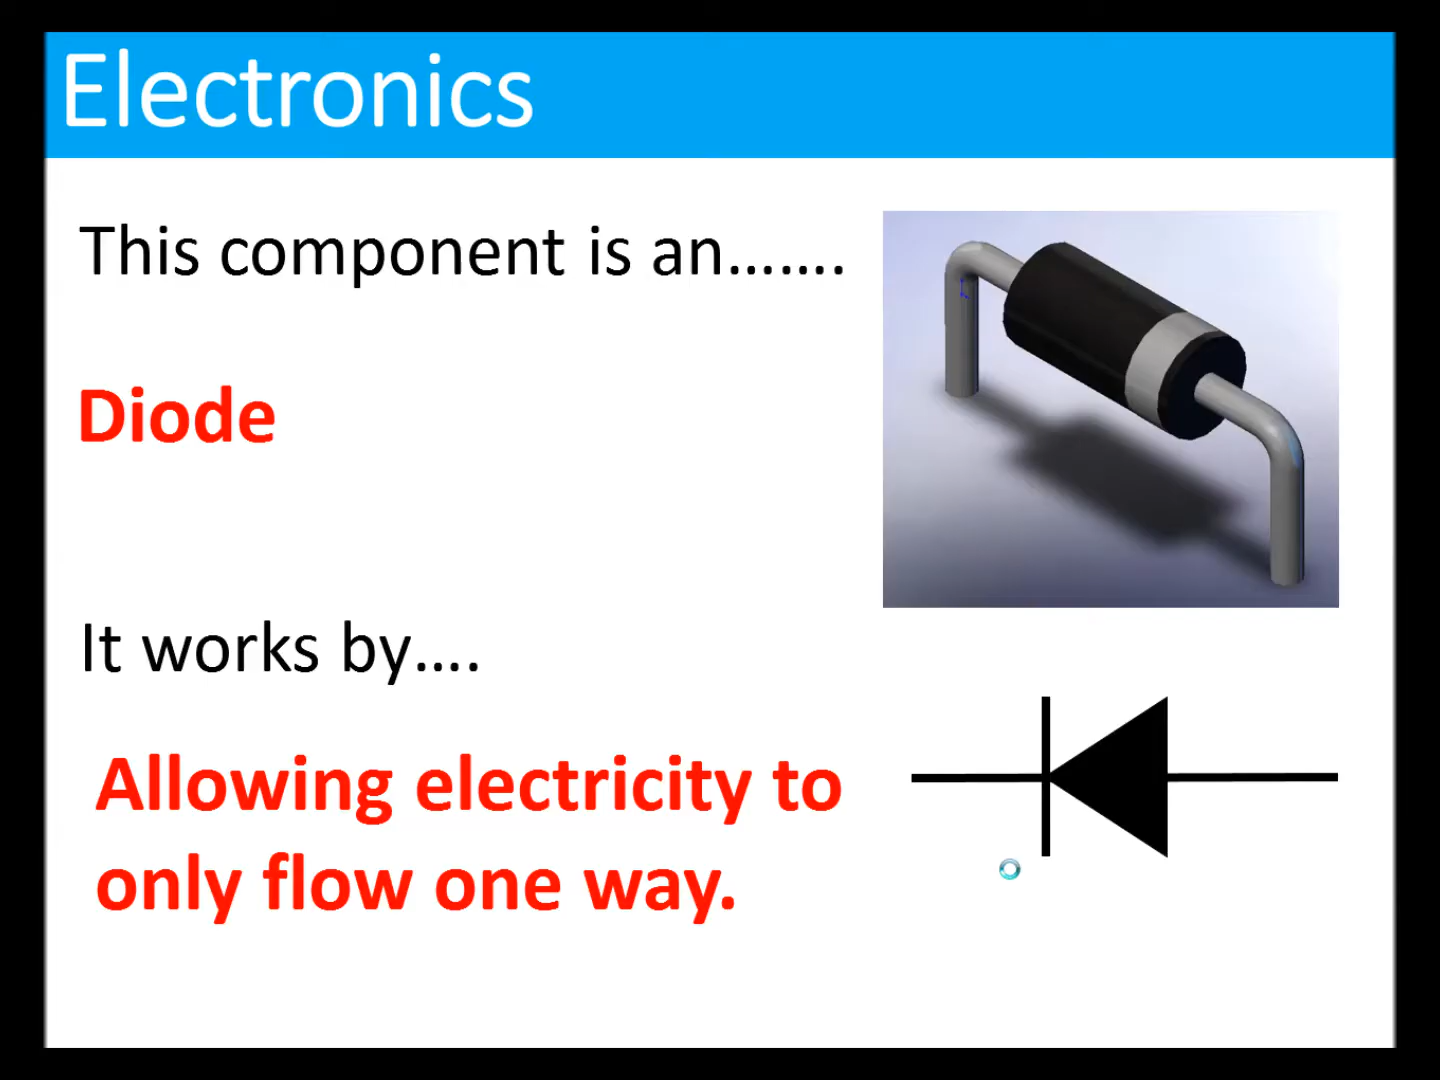 Electronics
This component is an.......
Diode
It works by....
Allowing electricity to
only flow one way.